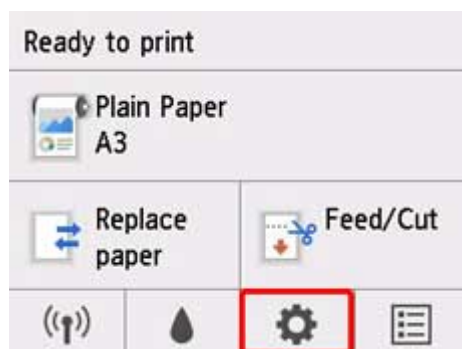 Ready to print
Plain Paper
A3
Replace
paper
Feed/Cut